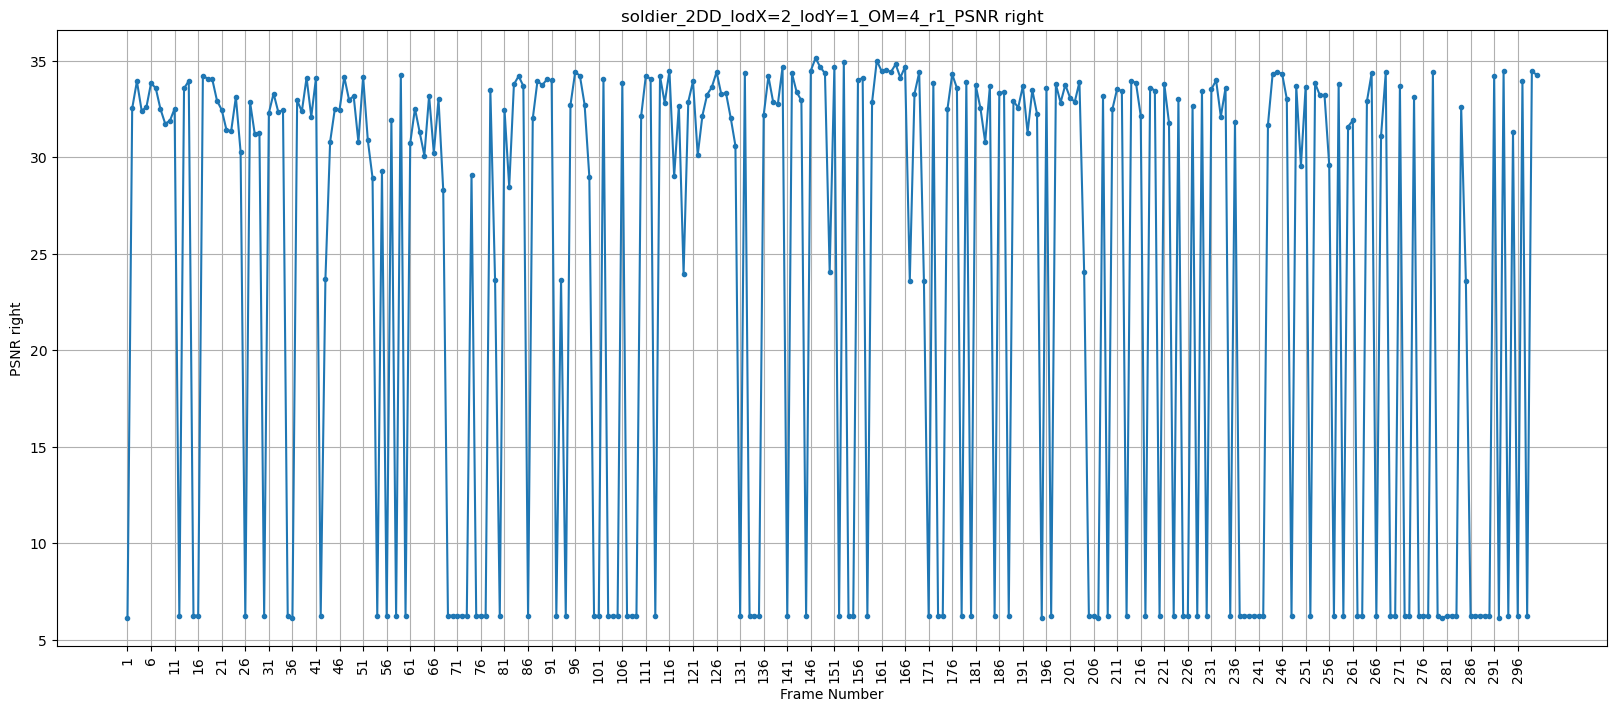 soldier_2DD_lodX=2_lodY=1_OM=4_r1_PSNR right
PSNR right
35
30
25
20
15
10
5
1 6 11 16 21 26 31 36 41 46 51 56 61 66 71 76 81 86 91 96 101 106 111 116 121 126 131 136 141 146 151 156 161 166 171 176 181 186 191 196 201 206 211 216 221 226 231 236 241 246 251 256 261 266 271 276 281 286 291 296
Frame Number